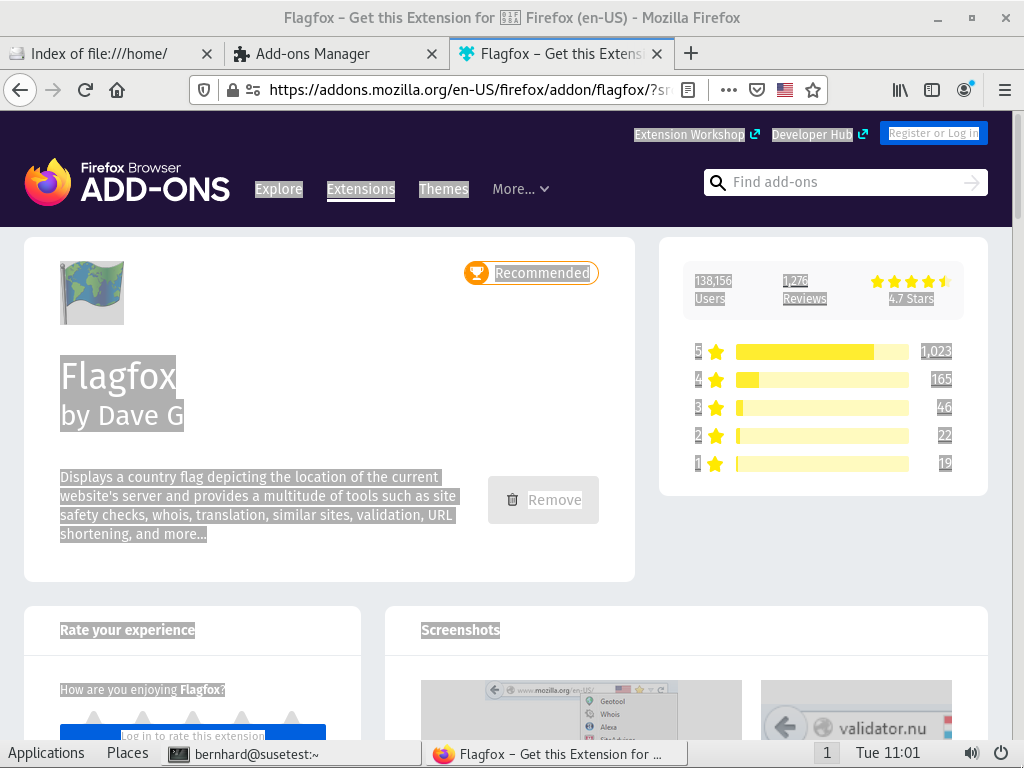 Flagfox – Get this Extension for 01F98A Firefox (en-US) - Mozilla Firefox
Index of file:///home/
Add-ons Manager
Flagfox – Get this Extens
https://addons.mozilla.org/en-US/firefox/addon/flagfox/?sr
Extension Workshop
Developer Hub
Register or Log in
Firefox Browser
ADD-ONS
Explore
Extensions
Themes
More...
Find add-ons
Recommended
Flagfox
by Dave G
Displays a country flag depicting the location of the current
website's server and provides a multitude of tools such as site
safety checks, whois, translation, similar sites, validation, URL
shortening, and more...
Remove
138,156
Users
1,276
Reviews
4.7 Stars
5 1,023
4 165
3 46
2 22
1 19
Rate your experience
How are you enjoying Flagfox?
Log in to rate this extension
Screenshots
www.mozilla.org/en-US/
Geotool
Whois
Alexa
validator.nu
Applications
Places
bernhard@susetest:~
Flagfox – Get this Extension for ...
1
Tue 11:01